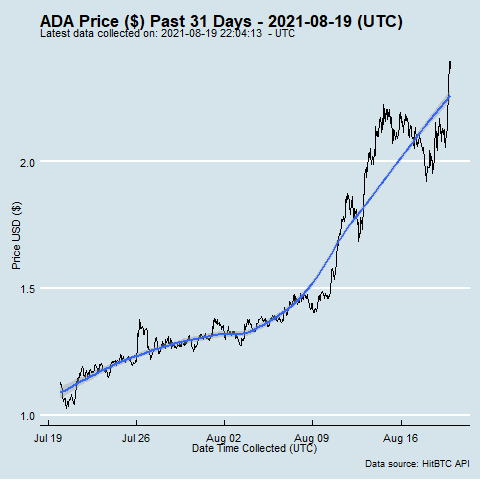 ADA Price ($) Past 31 Days - 2021-08-19 (UTC)
Latest data collected on: 2021-08-19 22:04:13 - UTC
Price USD ($)
2.0
1.5
1.0
Jul 19 Jul 26 Aug 02 Aug 09 Aug 16
Date Time Collected (UTC)
Data source: HitBTC API